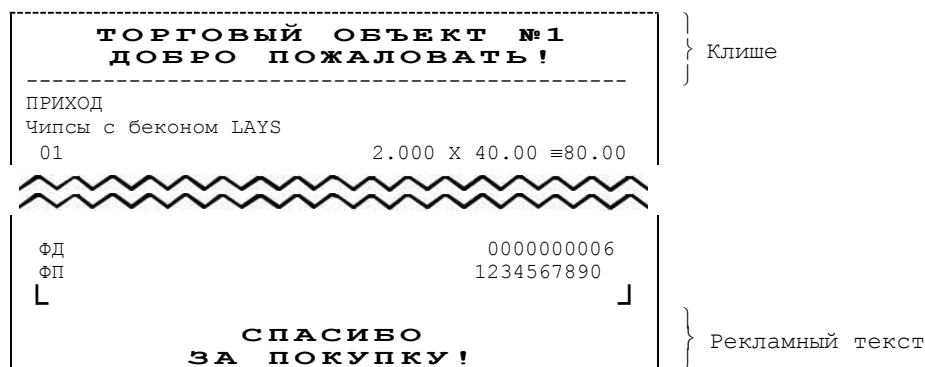 ТОРГОВЫЙ ОБЪЕКТ №1
ДОБРО ПОЖАЛОВАТЬ!
Клише
ПРИХОД
Чипсы с беконом LAYS
01 2.000 X 40.00 ≡80.00
ФД 0000000006
ФП 1234567890
СПАСИБО
ЗА ПОКУПКУ!
Рекламный текст